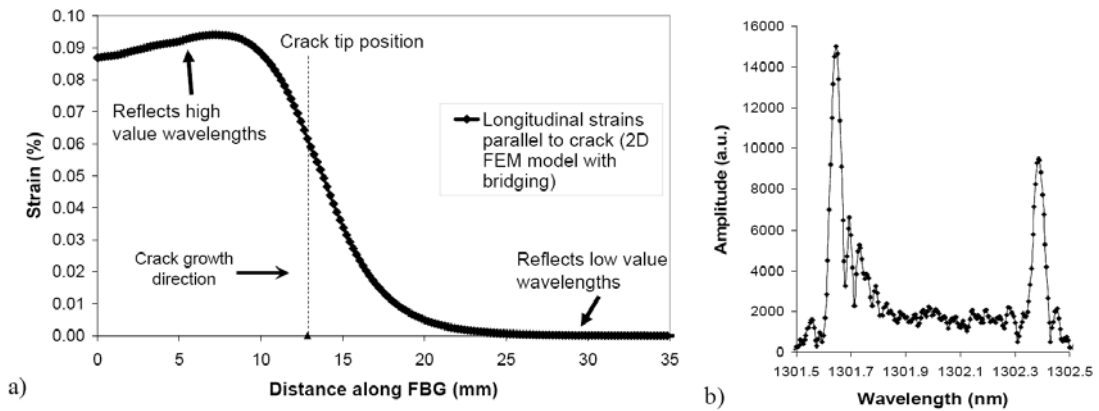 0.10
0.09
0.08
0.07
0.06
0.05
0.04
0.03
0.02
0.01
0.00
Strain (%)
0
5
10
15
20
25
30
35
Distance along FBG (mm)
Crack tip position
Reflects high
value wavelengths
Longitudinal strains
parallel to crack (2D
FEM model with
bridging)
Crack growth
direction
Reflects low value
wavelengths
a)
16000
14000
12000
10000
8000
6000
4000
2000
0
Amplitude (a.u.)
1301.5
1301.7
1301.9
1302.1
1302.3
1302.5
Wavelength (nm)
b)